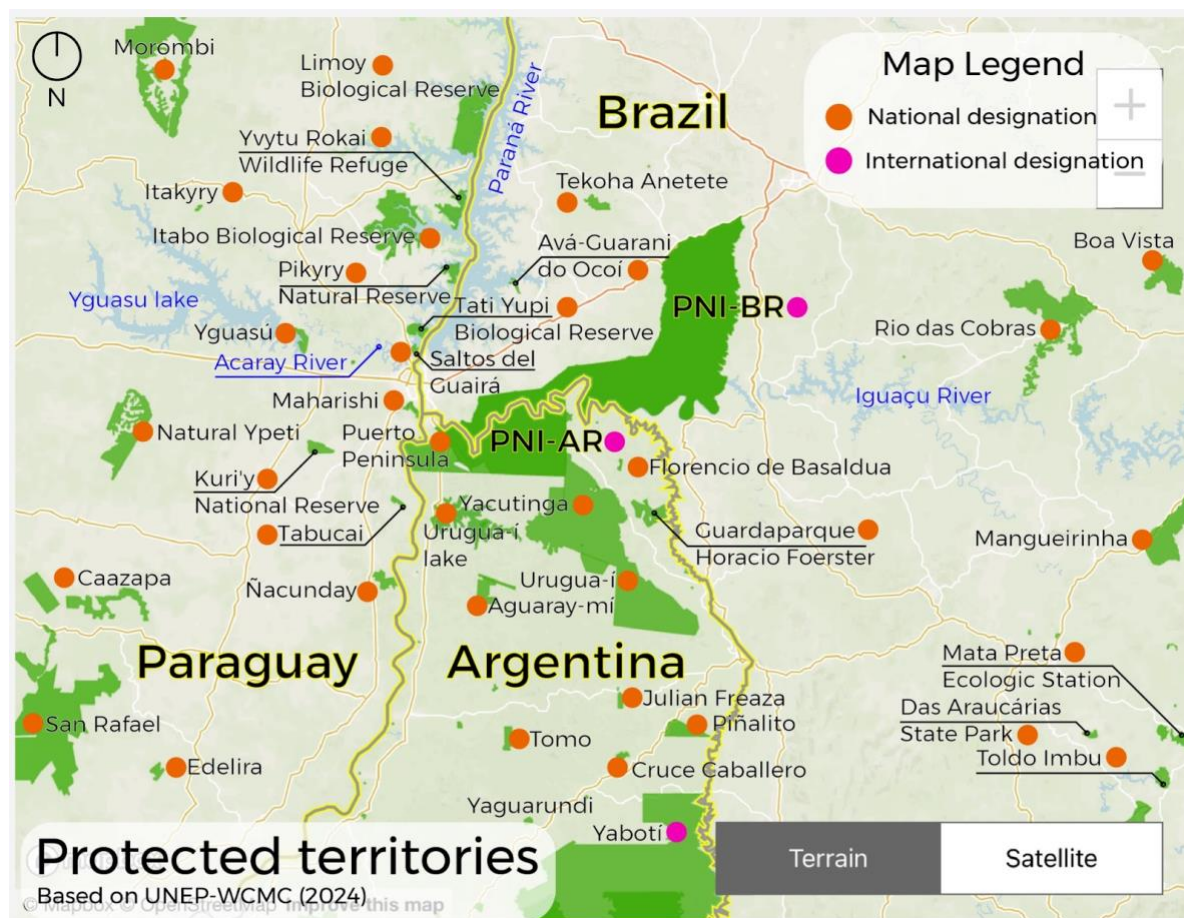 N
Morombi
Limoy
Biological Reserve
Paraná River
Brazil
Map Legend
National designation
International designation
+
−
Yvytu Rokai
Wildlife Refuge
Itakyry
Tekoha Anetete
Itabo Biological Reserve
Avá-Guarani
do Ocoí
Boa Vista
Pikyry
Natural Reserve
Yguasu lake
Tati Yupi
Biological Reserve
PNI-BR
Rio das Cobras
Yguasú
Acaray River
Saltos del
Guairá
Iguaçu River
Maharishi
Natural Ypeti
Puerto
Peninsula
PNI-AR
Florencio de Basaldua
Kuri'y
National Reserve
Yacutinga
Tabucai
Urugua-í
lake
Guardaparque
Horacio Foerster
Mangueirinha
Caazapa
Ñacunday
Urugua-í
Aguaray-mí
Paraguay
Argentina
Mata Preta
Ecologic Station
Julian Freaza
Das Araucárias
State Park
San Rafael
Piñalito
Tomo
Toldo Imbu
Edelira
Cruce Caballero
Yaguarundi
Yabotí
Protected territories
Based on UNEP-WCMC (2024)
Terrain
Satellite
© Mapbox © OpenStreetMap Improve this map